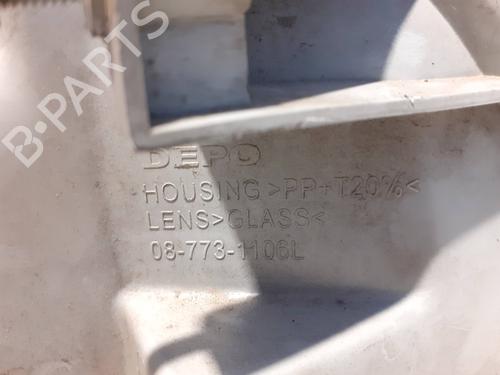 B-PARTS
DEPO
HOUSING >PP+T20%<
LENS>GLASS<
08-773-1106L